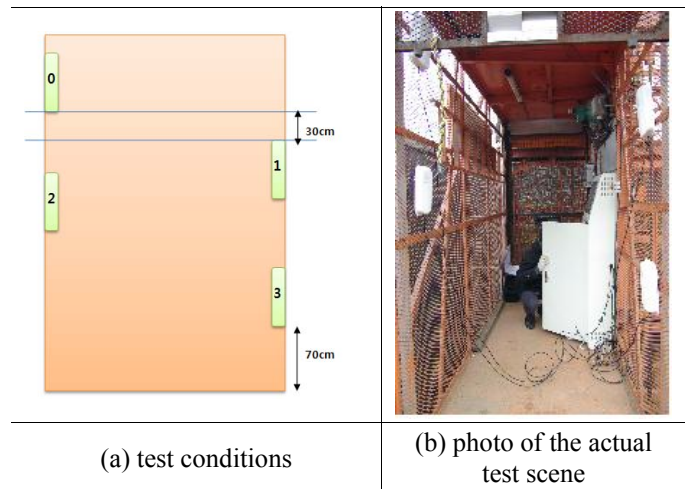 0
30cm
1
2
3
70cm
(a) test conditions
(b) photo of the actual
test scene